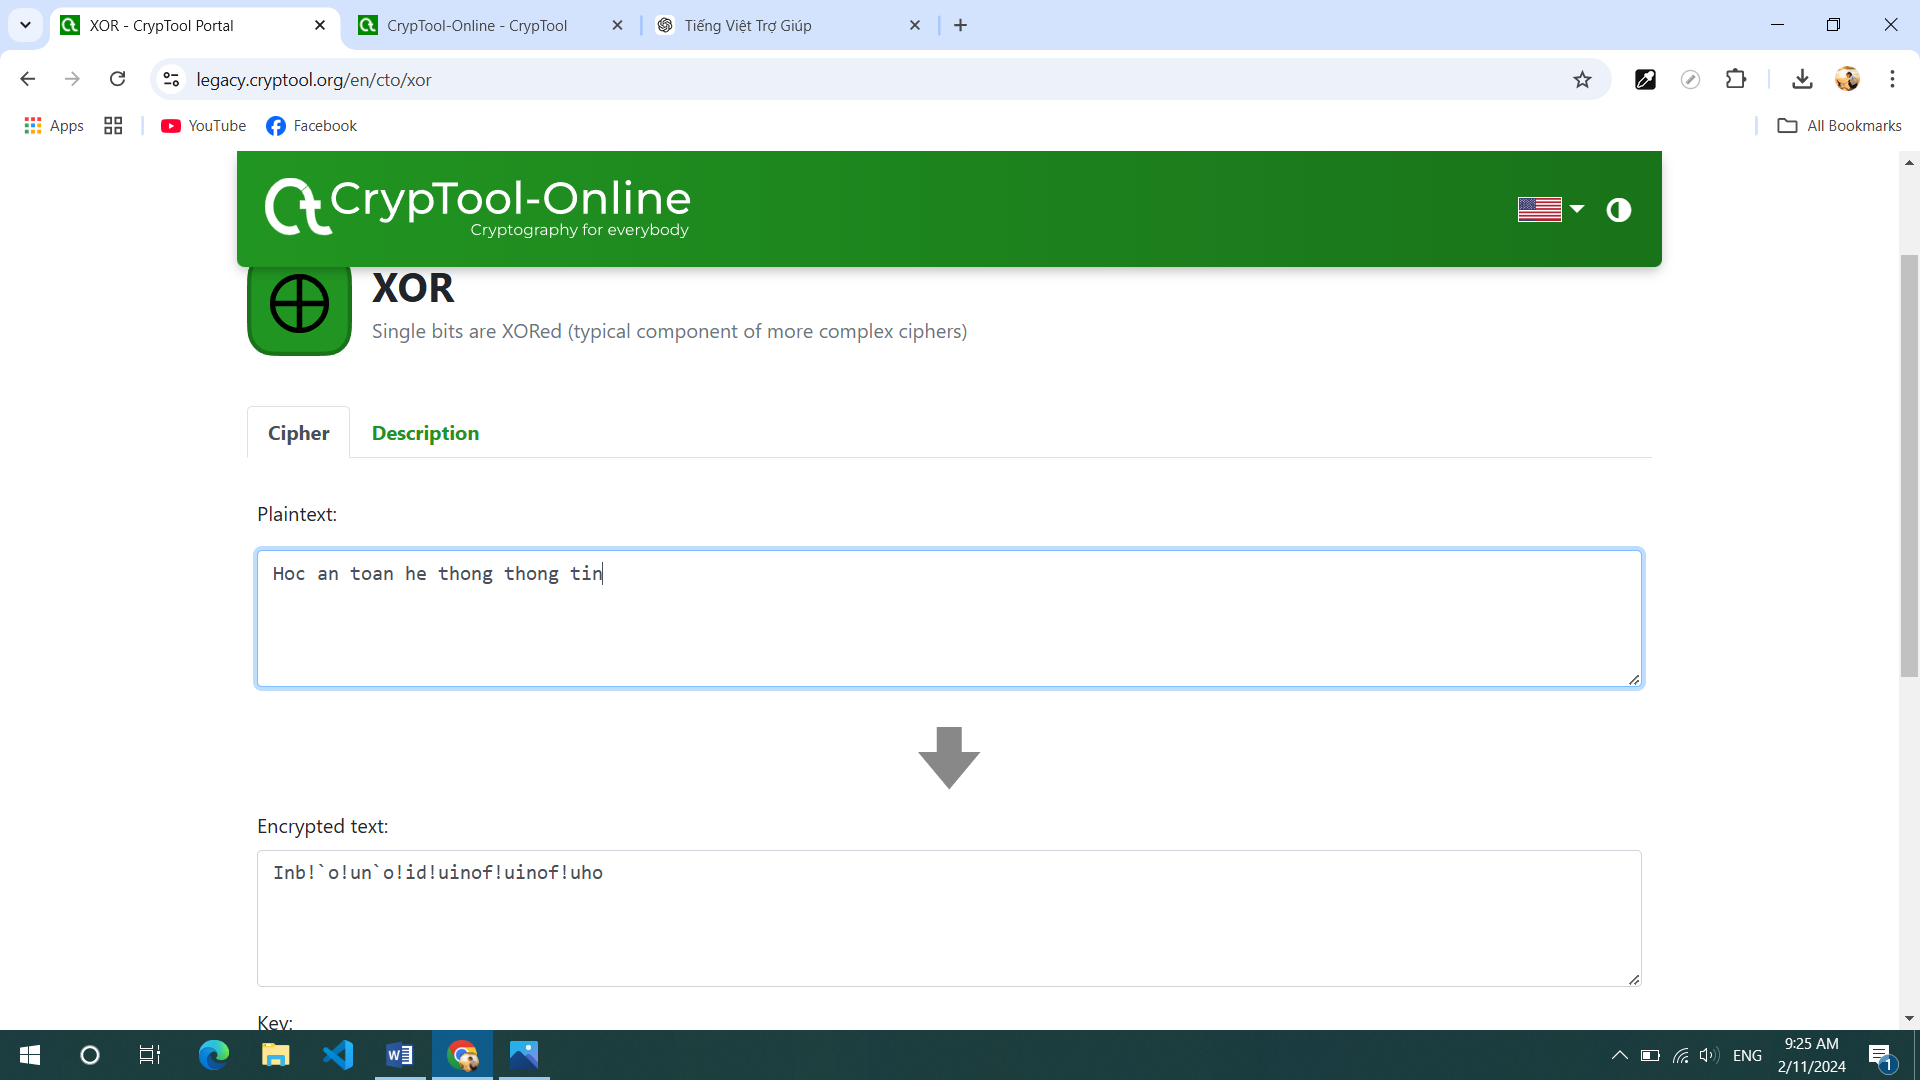 XOR - CrypTool Portal
CrypTool-Online - CrypTool
Tiếng Việt Trợ Giúp
legacy.cryptool.org/en/cto/xor
Apps
YouTube
Facebook
All Bookmarks
CrypTool-Online
Cryptography for everybody
XOR
Single bits are XORed (typical component of more complex ciphers)
Cipher
Description
Plaintext:
Hoc an toan he thong thong tin
Encrypted text:
Inb!`o!un`o!id!uinof!uinof!uho
Key:
ENG
9:25 AM
2/11/2024
1